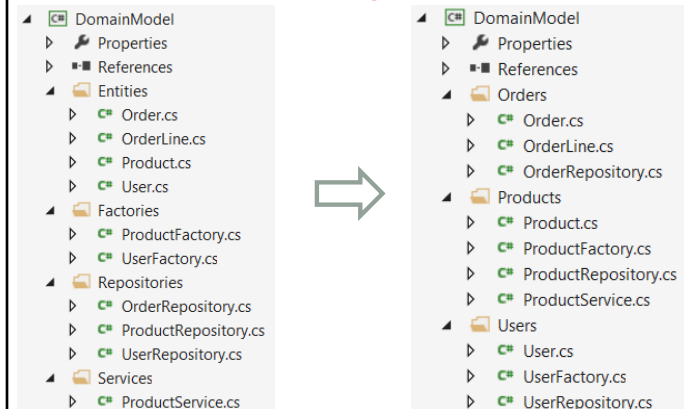 C# DomainModel
Properties
References
Entities
C# Order.cs
C# OrderLine.cs
C# Product.cs
C# User.cs
Factories
C# ProductFactory.cs
C# UserFactory.cs
Repositories
C# OrderRepository.cs
C# ProductRepository.cs
C# UserRepository.cs
Services
C# ProductService.cs
C# DomainModel
Properties
References
Orders
C# Order.cs
C# OrderLine.cs
C# OrderRepository.cs
Products
C# Product.cs
C# ProductFactory.cs
C# ProductRepository.cs
C# ProductService.cs
Users
C# User.cs
C# UserFactory.cs
C# UserRepository.cs